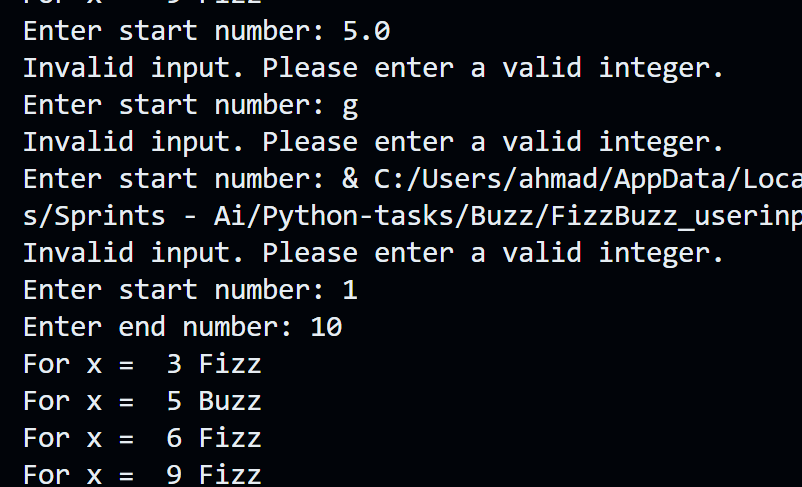 For x =  9 Fizz
Enter start number: 5.0
Invalid input. Please enter a valid integer.
Enter start number: g
Invalid input. Please enter a valid integer.
Enter start number: & C:/Users/ahmad/AppData/Loca
s/Sprints - Ai/Python-tasks/Buzz/FizzBuzz_userinp
Invalid input. Please enter a valid integer.
Enter start number: 1
Enter end number: 10
For x =  3 Fizz
For x =  5 Buzz
For x =  6 Fizz
For x =  9 Fizz